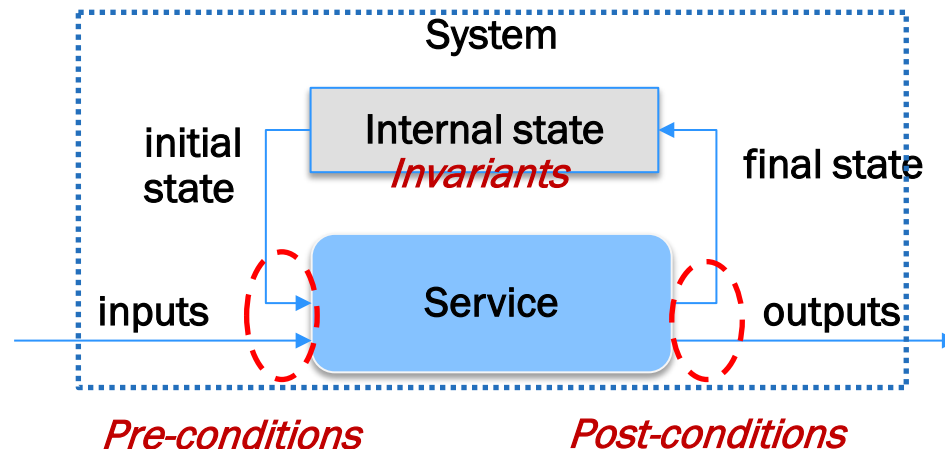 System
initial
state
Internal state
Invariants
final state
inputs
Service
outputs
Pre-conditions
Post-conditions